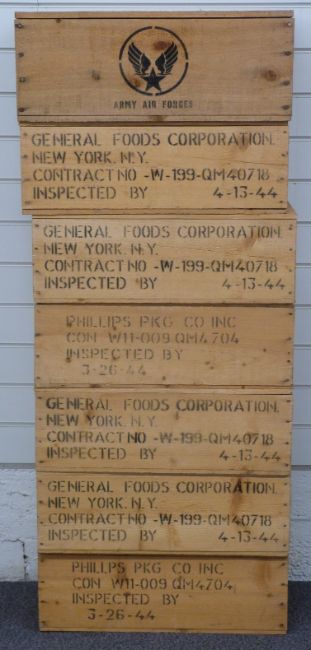 ARMY AIR FORCES
GENERAL FOODS CORPORATION.
NEW YORK. N.Y.
CONTRACT NO -W-199-QM40718
INSPECTED BY 4-13-44
GENERAL FOODS CORPORATION.
NEW YORK. N.Y.
CONTRACT NO -W-199-QM40718
INSPECTED BY 4-13-44
PHILLIPS PKG CO INC
CON W11-009 QM4704
INSPECTED BY
3-26-44
GENERAL FOODS CORPORATION.
NEW YORK. N.Y.
CONTRACT NO -W-199-QM40718
INSPECTED BY 4-13-44
GENERAL FOODS CORPORATION.
NEW YORK. N.Y.
CONTRACT NO -W-199-QM40718
INSPECTED BY 4-13-44
PHILLPS PKG CO INC
CON W11-009 QM4704
INSPECTED BY
3-26-44